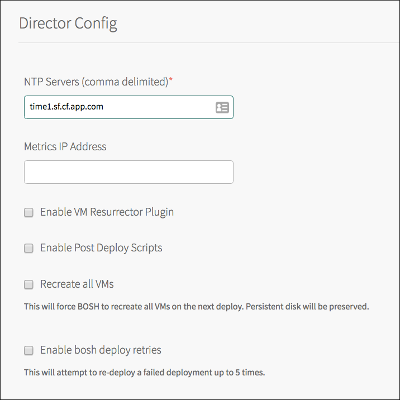 Director Config
NTP Servers (comma delimited)*
time1.sf.cf.app.com
Metrics IP Address
Enable VM Resurrector Plugin
Enable Post Deploy Scripts
Recreate all VMs
This will force BOSH to recreate all VMs on the next deploy. Persistent disk will be preserved.
Enable bosh deploy retries
This will attempt to re-deploy a failed deployment up to 5 times.